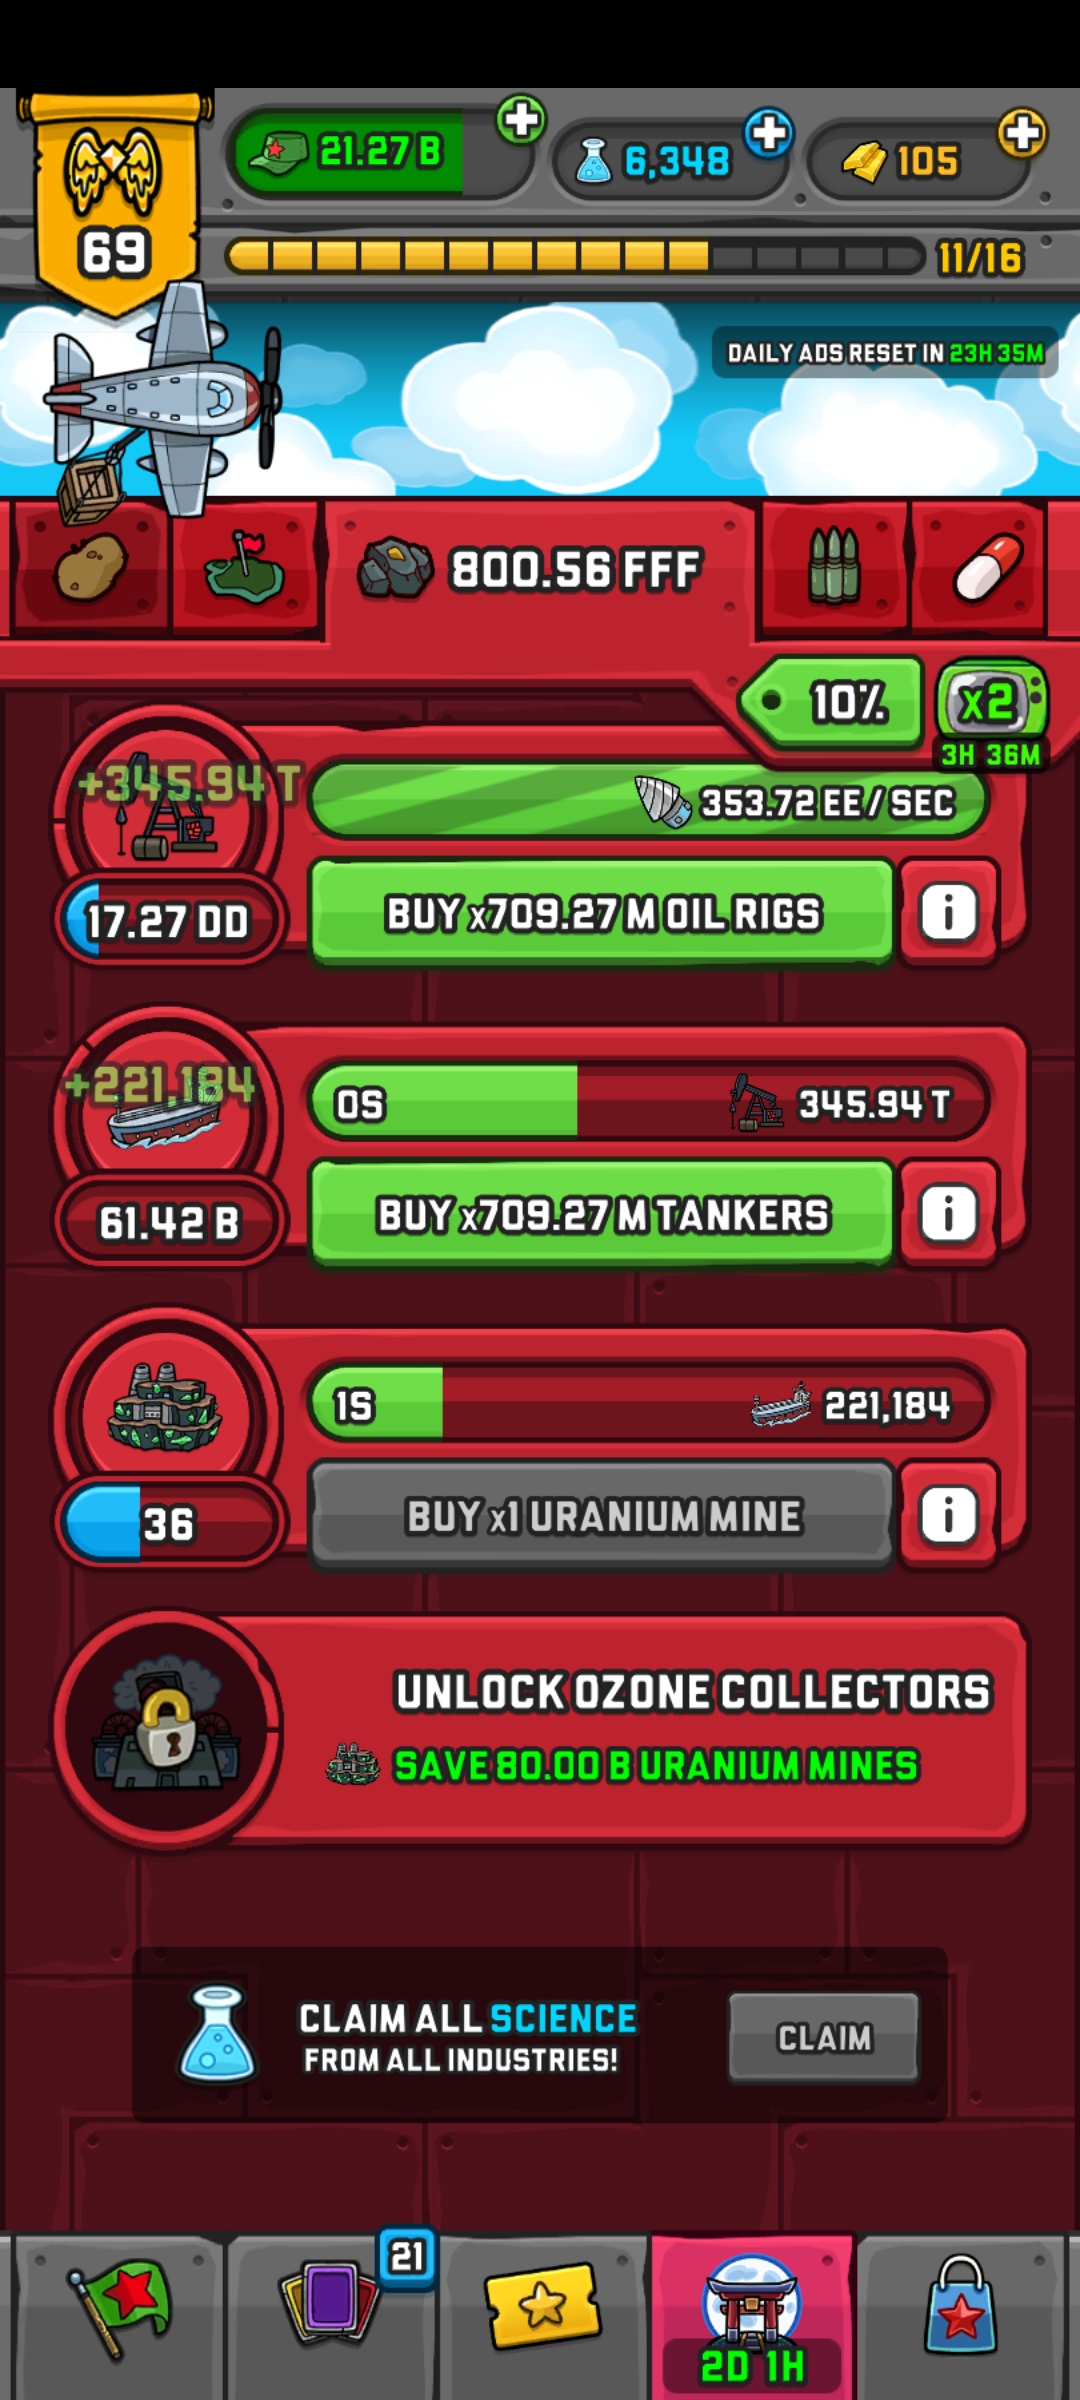 21.27 B
6,348
105
69
11/16
DAILY ADS RESET IN 23H 35M
800.56 FFF
10%
x2
3H 36M
+345.94 T
353.72 EE / SEC
17.27 DD
BUY x709.27 M OIL RIGS
i
+221,184
0S
345.94 T
61.42 B
BUY x709.27 M TANKERS
i
1S
221,184
36
BUY x1 URANIUM MINE
i
UNLOCK OZONE COLLECTORS
SAVE 80.00 B URANIUM MINES
CLAIM ALL SCIENCE
FROM ALL INDUSTRIES!
CLAIM
21
2D 1H